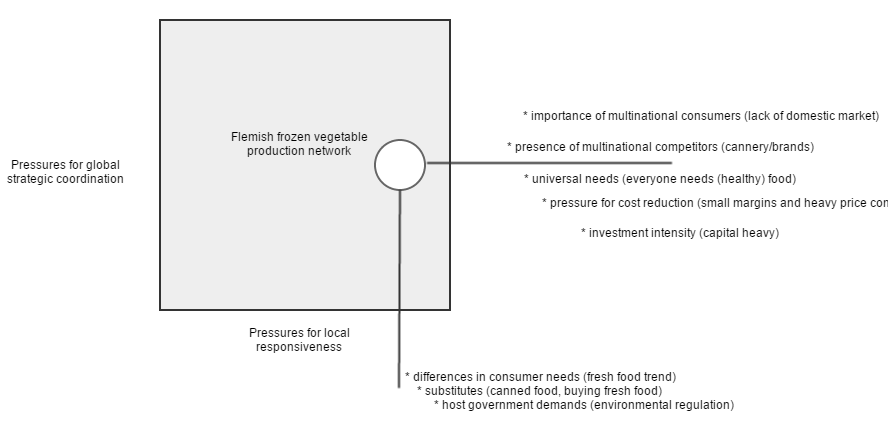 * importance of multinational consumers (lack of domestic market)
Flemish frozen vegetable
production network
* presence of multinational competitors (cannery/brands)
Pressures for global
strategic coordination
* universal needs (everyone needs (healthy) food)
* pressure for cost reduction (small margins and heavy price
* investment intensity (capital heavy)
Pressures for local
responsiveness
* differences in consumer needs (fresh food trend)
* substitutes (canned food, buying fresh food)
* host government demands (environmental regulation)